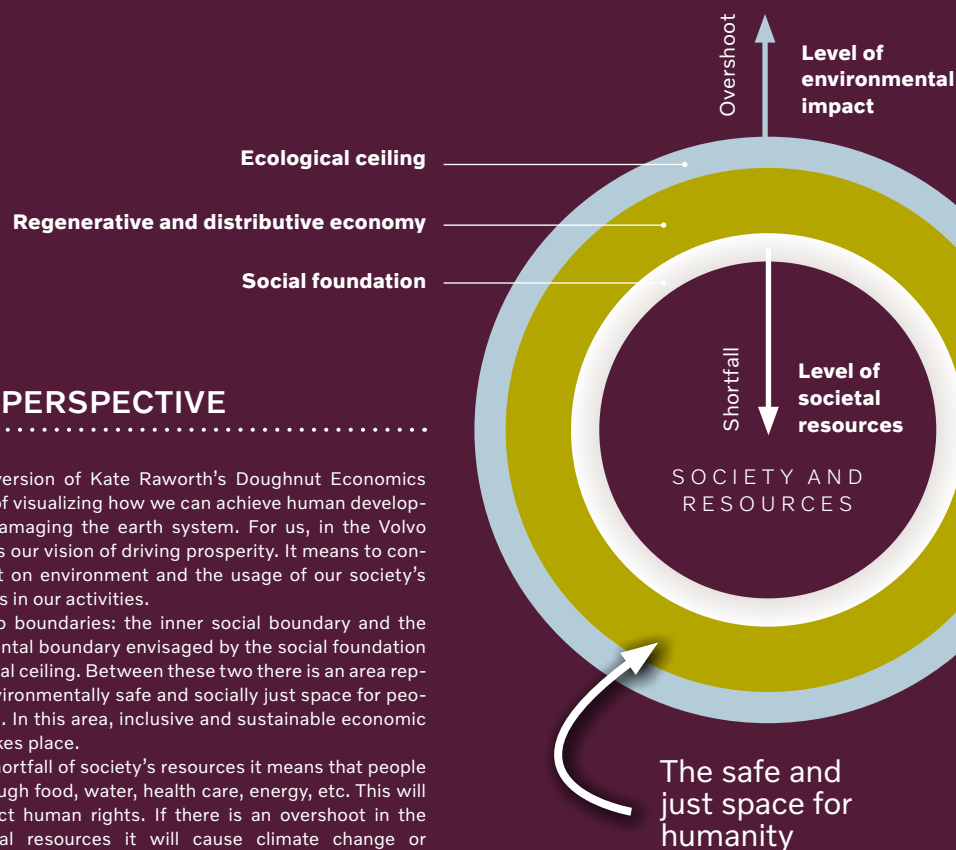 Overshoot
Level of
environmental
impact
Ecological ceiling
Regenerative and distributive economy
Social foundation
Shortfall
Level of
societal
resources
SOCIETY AND
RESOURCES
The safe and
just space for
humanity
PERSPECTIVE
version of Kate Raworth’s Doughnut Economics
of visualizing how we can achieve human develop-
amaging the earth system. For us, in the Volvo
s our vision of driving prosperity. It means to con-
t on environment and the usage of our society’s
s in our activities.
o boundaries: the inner social boundary and the
ntal boundary envisaged by the social foundation
al ceiling. Between these two there is an area rep-
vironmentally safe and socially just space for peo-
. In this area, inclusive and sustainable economic
kes place.
hortfall of society’s resources it means that people
ugh food, water, health care, energy, etc. This will
ct human rights. If there is an overshoot in the
al resources it will cause climate change or